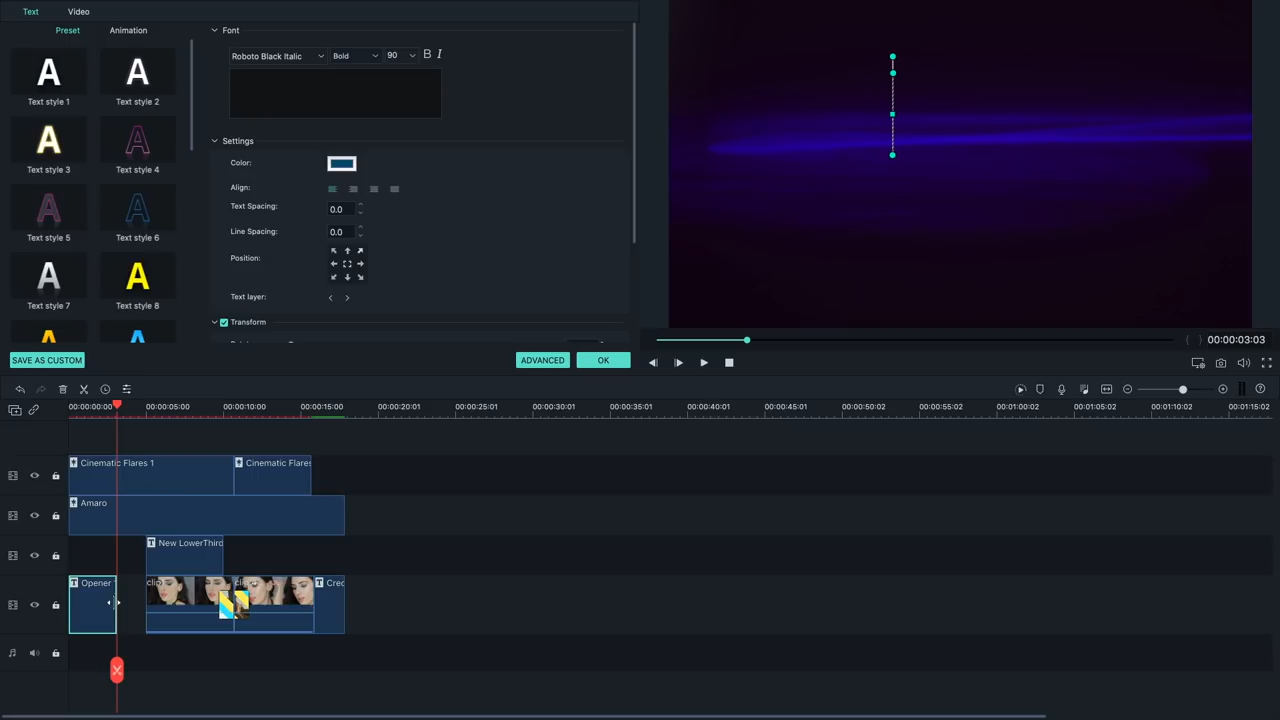 Text Video
Preset Animation
A A
Text style 1 Text style 2
A A
Text style 3 Text style 4
A A
Text style 5 Text style 6
A A
Text style 7 Text style 8
Font
Roboto Black Italic Bold 90 B I
Settings
Color:
Align:
Text Spacing: 0.0
Line Spacing: 0.0
Position:
Text layer:
Transform
SAVE AS CUSTOM ADVANCED OK
00:00:03:03
00:00:00:00 00:00:05:00 00:00:10:00 00:00:15:01 00:00:20:01 00:00:25:01 00:00:30:01 00:00:35:01 00:00:40:01 00:00:45:01 00:00:50:02 00:00:55:02 00:01:00:02 00:01:05:02 00:01:10:02 00:01:15:02
Cinematic Flares 1 Cinematic Flares
Amaro
T New LowerThird
T Opener T Cred